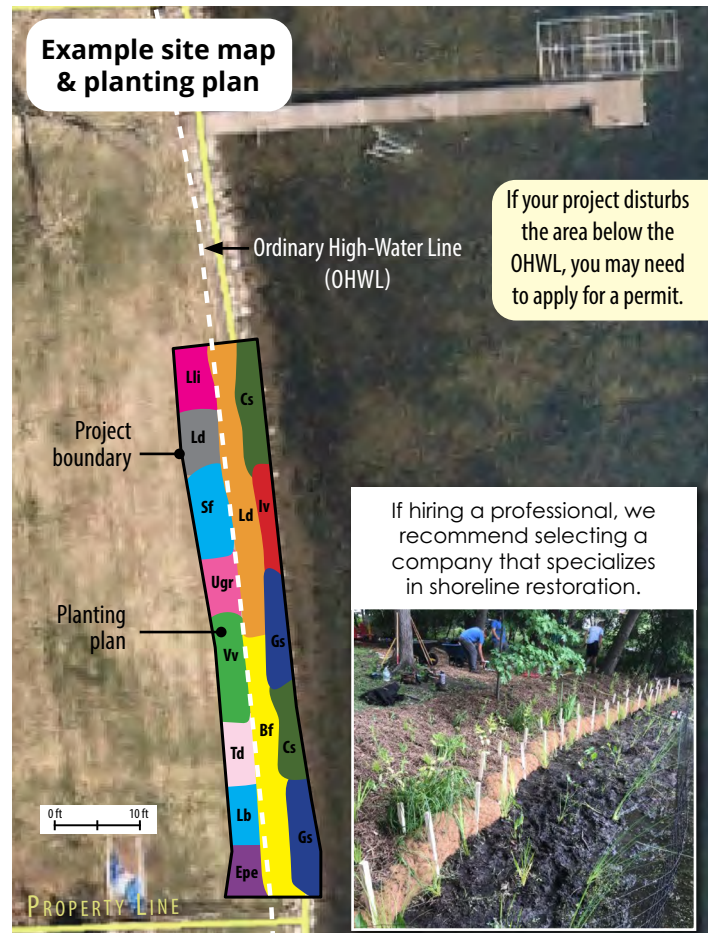 Example site map
& planting plan
If your project disturbs
the area below the
OHWL, you may need
to apply for a permit.
Ordinary High-Water Line
(OHWL)
Lli
Cs
Ld
Project
boundary
Sf
Ld
Iv
Ugr
Planting
plan
Vv
Gs
Bf
Td
Cs
Lb
Gs
Epe
0 ft
10 ft
PROPERTY LINE
If hiring a professional, we
recommend selecting a
company that specializes
in shoreline restoration.